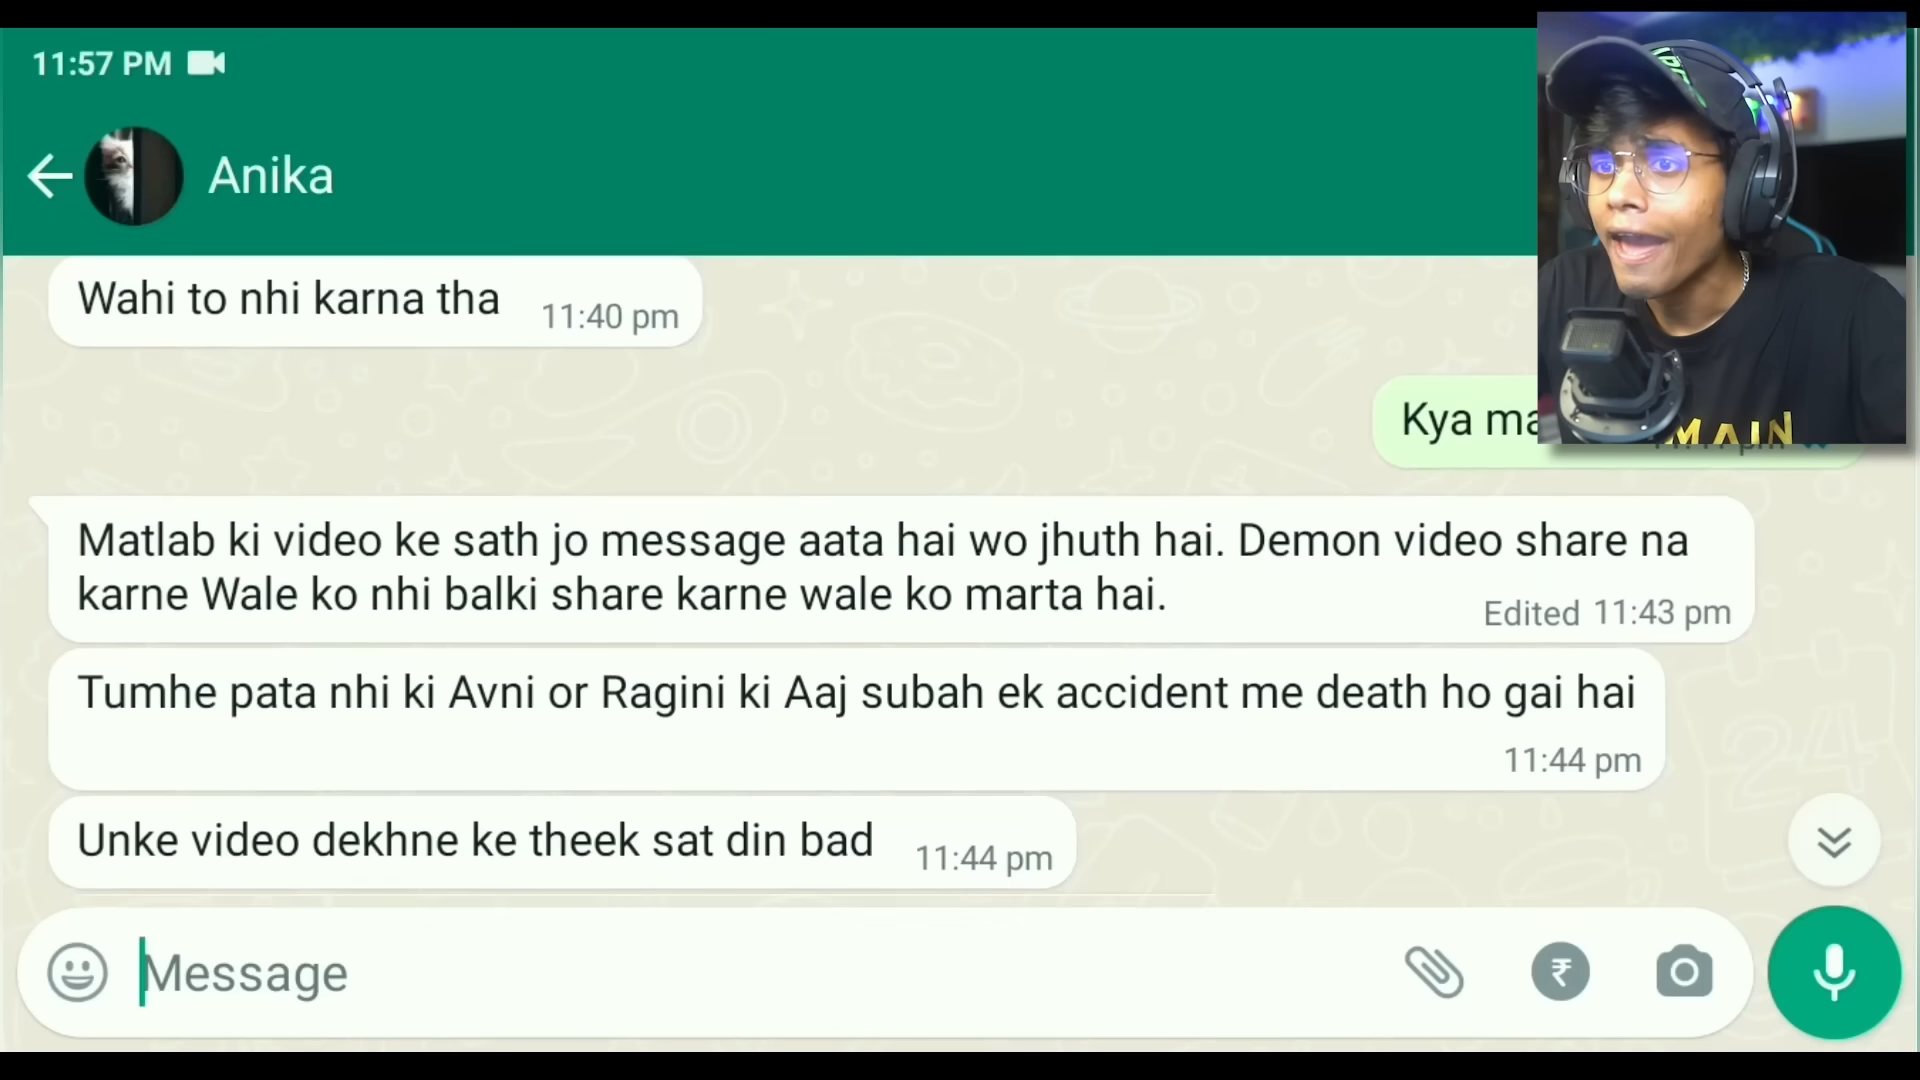 11:57 PM
Anika
Wahi to nhi karna tha
11:40 pm
Kya
MAIN
Matlab ki video ke sath jo message aata hai wo jhuth hai. Demon video share na
karne Wale ko nhi balki share karne wale ko marta hai.
Edited 11:43 pm
Tumhe pata nhi ki Avni or Ragini ki Aaj subah ek accident me death ho gai hai
11:44 pm
Unke video dekhne ke theek sat din bad
11:44 pm
Message